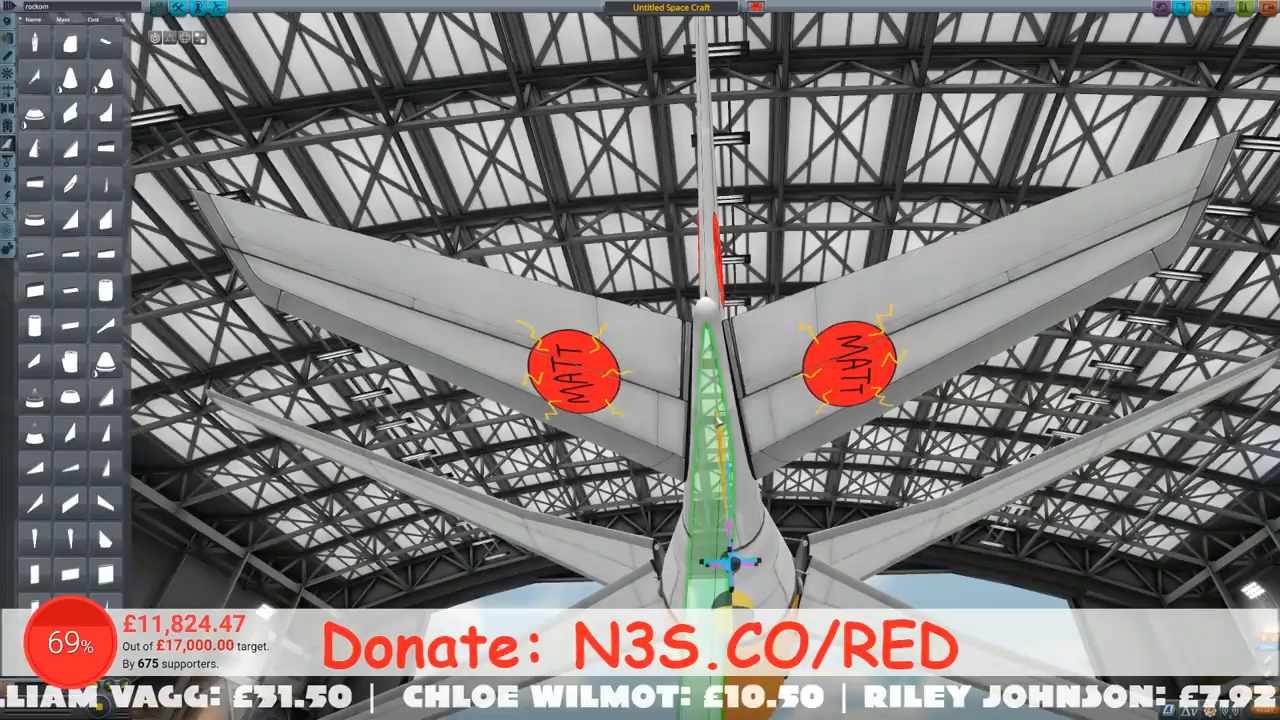 rockom
Untitled Space Craft
Name Mass Cost Size
MATT MATT
69%
£11,824.47
Out of £17,000.00 target.
By 675 supporters.
Donate: N3S.CO/RED
LIAM VAGG: £31.50 | CHLOE WILMOT: £10.50 | RILEY JOHNSON: £7.92